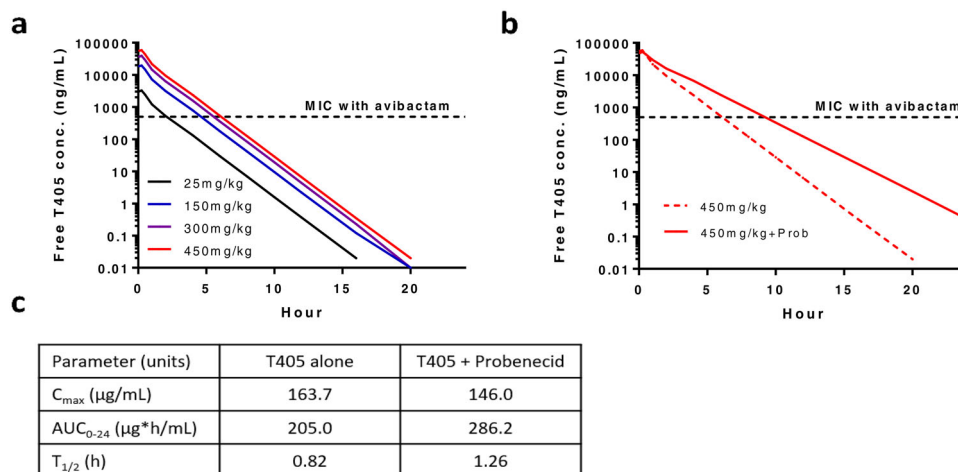 a
Free T405 conc. (ng/mL)
100000
10000
1000
100
10
1
0.1
0.01
MIC with avibactam
25mg/kg
150mg/kg
300mg/kg
450mg/kg
0 5 10 15 20
Hour
b
Free T405 conc. (ng/mL)
100000
10000
1000
100
10
1
0.1
0.01
MIC with avibactam
450mg/kg
450mg/kg+Prob
0 5 10 15 20
Hour
c
Parameter (units) T405 alone T405 + Probenecid
Cmax (µg/mL) 163.7 146.0
AUC0-24 (µg*h/mL) 205.0 286.2
T1/2 (h) 0.82 1.26